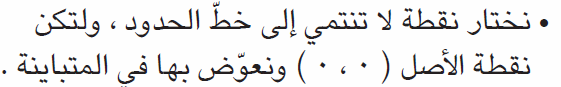 • نختار نقطة لا تنتمي إلى خطّ الحدود ، ولتكن
نقطة الأصل ( ٠ ، ٠ ) ونعوّض بها في المتباينة .